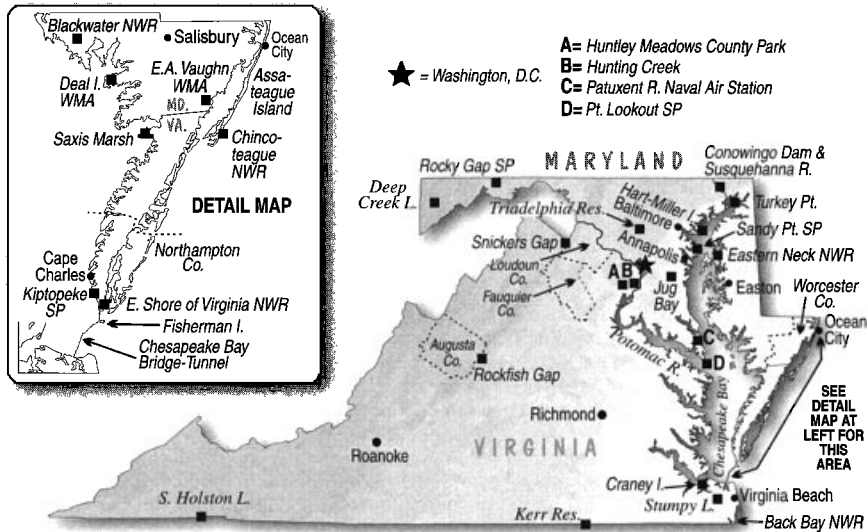 Blackwater NWR
Salisbury
Ocean
City
Deal I.
WMA
E.A. Vaughn
WMA
Assa-
teague
Island
MD.
VA.
Saxis Marsh
Chinco-
teague
NWR
DETAIL MAP
Northampton
Co.
Cape
Charles
Kiptopeke
SP
E. Shore of Virginia NWR
Fisherman I.
Chesapeake Bay
Bridge-Tunnel
= Washington, D.C.
A= Huntley Meadows County Park
B= Hunting Creek
C= Patuxent R. Naval Air Station
D= Pt. Lookout SP
MARYLAND
Rocky Gap SP
Conowingo Dam &
Susquehanna R.
Deep
Creek L.
Triadelphia Res.
Hart-Miller I.
Baltimore
Turkey Pt.
Sandy Pt. SP
Snickers Gap
Annapolis
Eastern Neck NWR
Loudoun
Co.
A B
Jug
Bay
Easton
Worcester
Co.
Fauquier
Co.
Ocean
City
Augusta
Co.
Potomac R.
C
D
Rockfish Gap
Chesapeake Bay
SEE
DETAIL
MAP AT
LEFT FOR
THIS
AREA
Richmond
VIRGINIA
Roanoke
Craney I.
S. Holston L.
Stumpy L.
Virginia Beach
Kerr Res.
Back Bay NWR